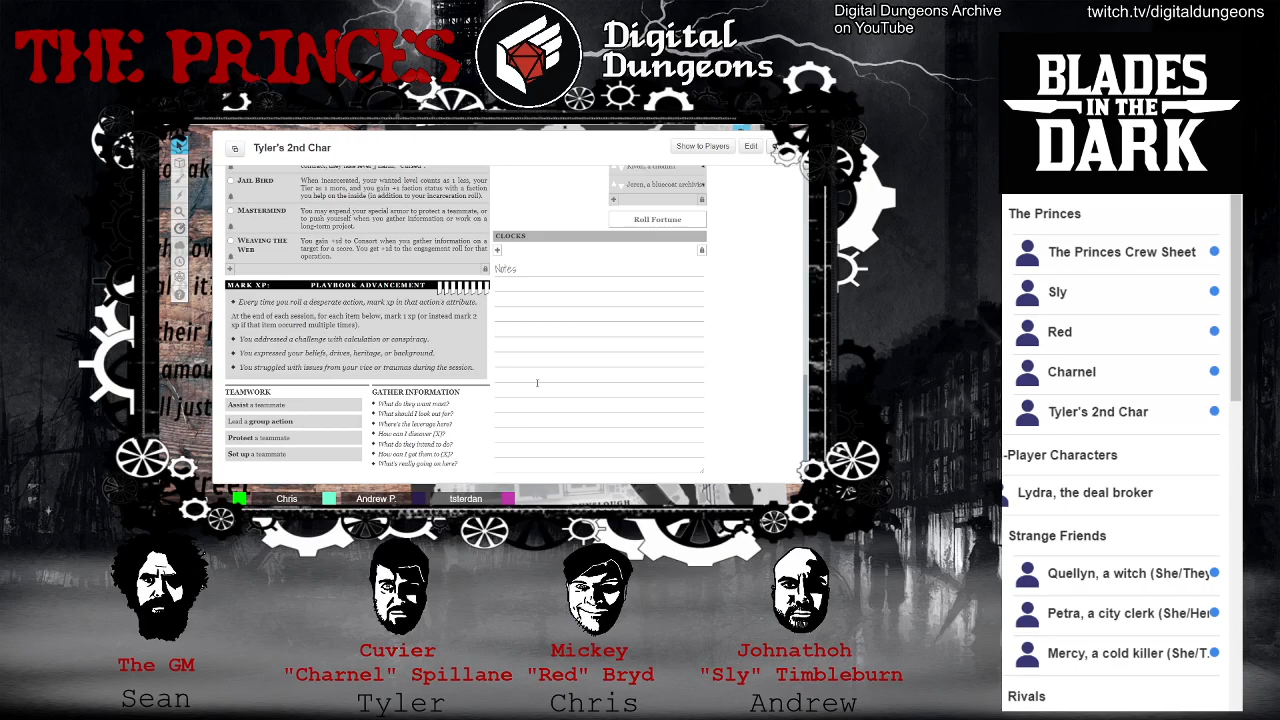 THE PRINCES
Digital
Dungeons
Digital Dungeons Archive
on YouTube
twitch.tv/digitaldungeons
BLADES
IN THE
DARK
Tyler's 2nd Char
Show to Players
Edit
JAIL BIRD
When incarcerated, your wanted level counts as 1 less, your
Tier as 1 more, and you gain +1 faction status with a faction
you help on the inside (in addition to your incarceration roll).
MASTERMIND
You may expend your special armor to protect a teammate, or
to push yourself when you gather information or work on a
long-term project.
WEAVING THE
WEB
You gain +1d to Consort when you gather information on a
target for a score. You get +1d to the engagement roll for that
operation.
MARK XP:
PLAYBOOK ADVANCEMENT
Every time you roll a desperate action, mark xp in that action's attribute.
At the end of each session, for each item below, mark 1 xp (or instead mark 2
xp if that item occurred multiple times).
You addressed a challenge with calculation or conspiracy.
You expressed your beliefs, drives, heritage, or background.
You struggled with issues from your vice or traumas during the session.
TEAMWORK
Assist a teammate
Lead a group action
Protect a teammate
Set up a teammate
GATHER INFORMATION
What do they want most?
What should I look out for?
Where's the leverage here?
How can I discover [X]?
What do they intend to do?
How can I get them to [X]?
What's really going on here?
Jeren, a bluecoat archivis
Roll Fortune
CLOCKS
Notes
Chris
Andrew P.
tsterdan
The Princes
The Princes Crew Sheet
Sly
Red
Charnel
Tyler's 2nd Char
-Player Characters
Lydra, the deal broker
Strange Friends
Quellyn, a witch (She/They
Petra, a city clerk (She/Her
Mercy, a cold killer (She/T.
Rivals
The GM
Sean
Cuvier
"Charnel" Spillane
Tyler
Mickey
"Red" Bryd
Chris
Johnathoh
"Sly" Timbleburn
Andrew